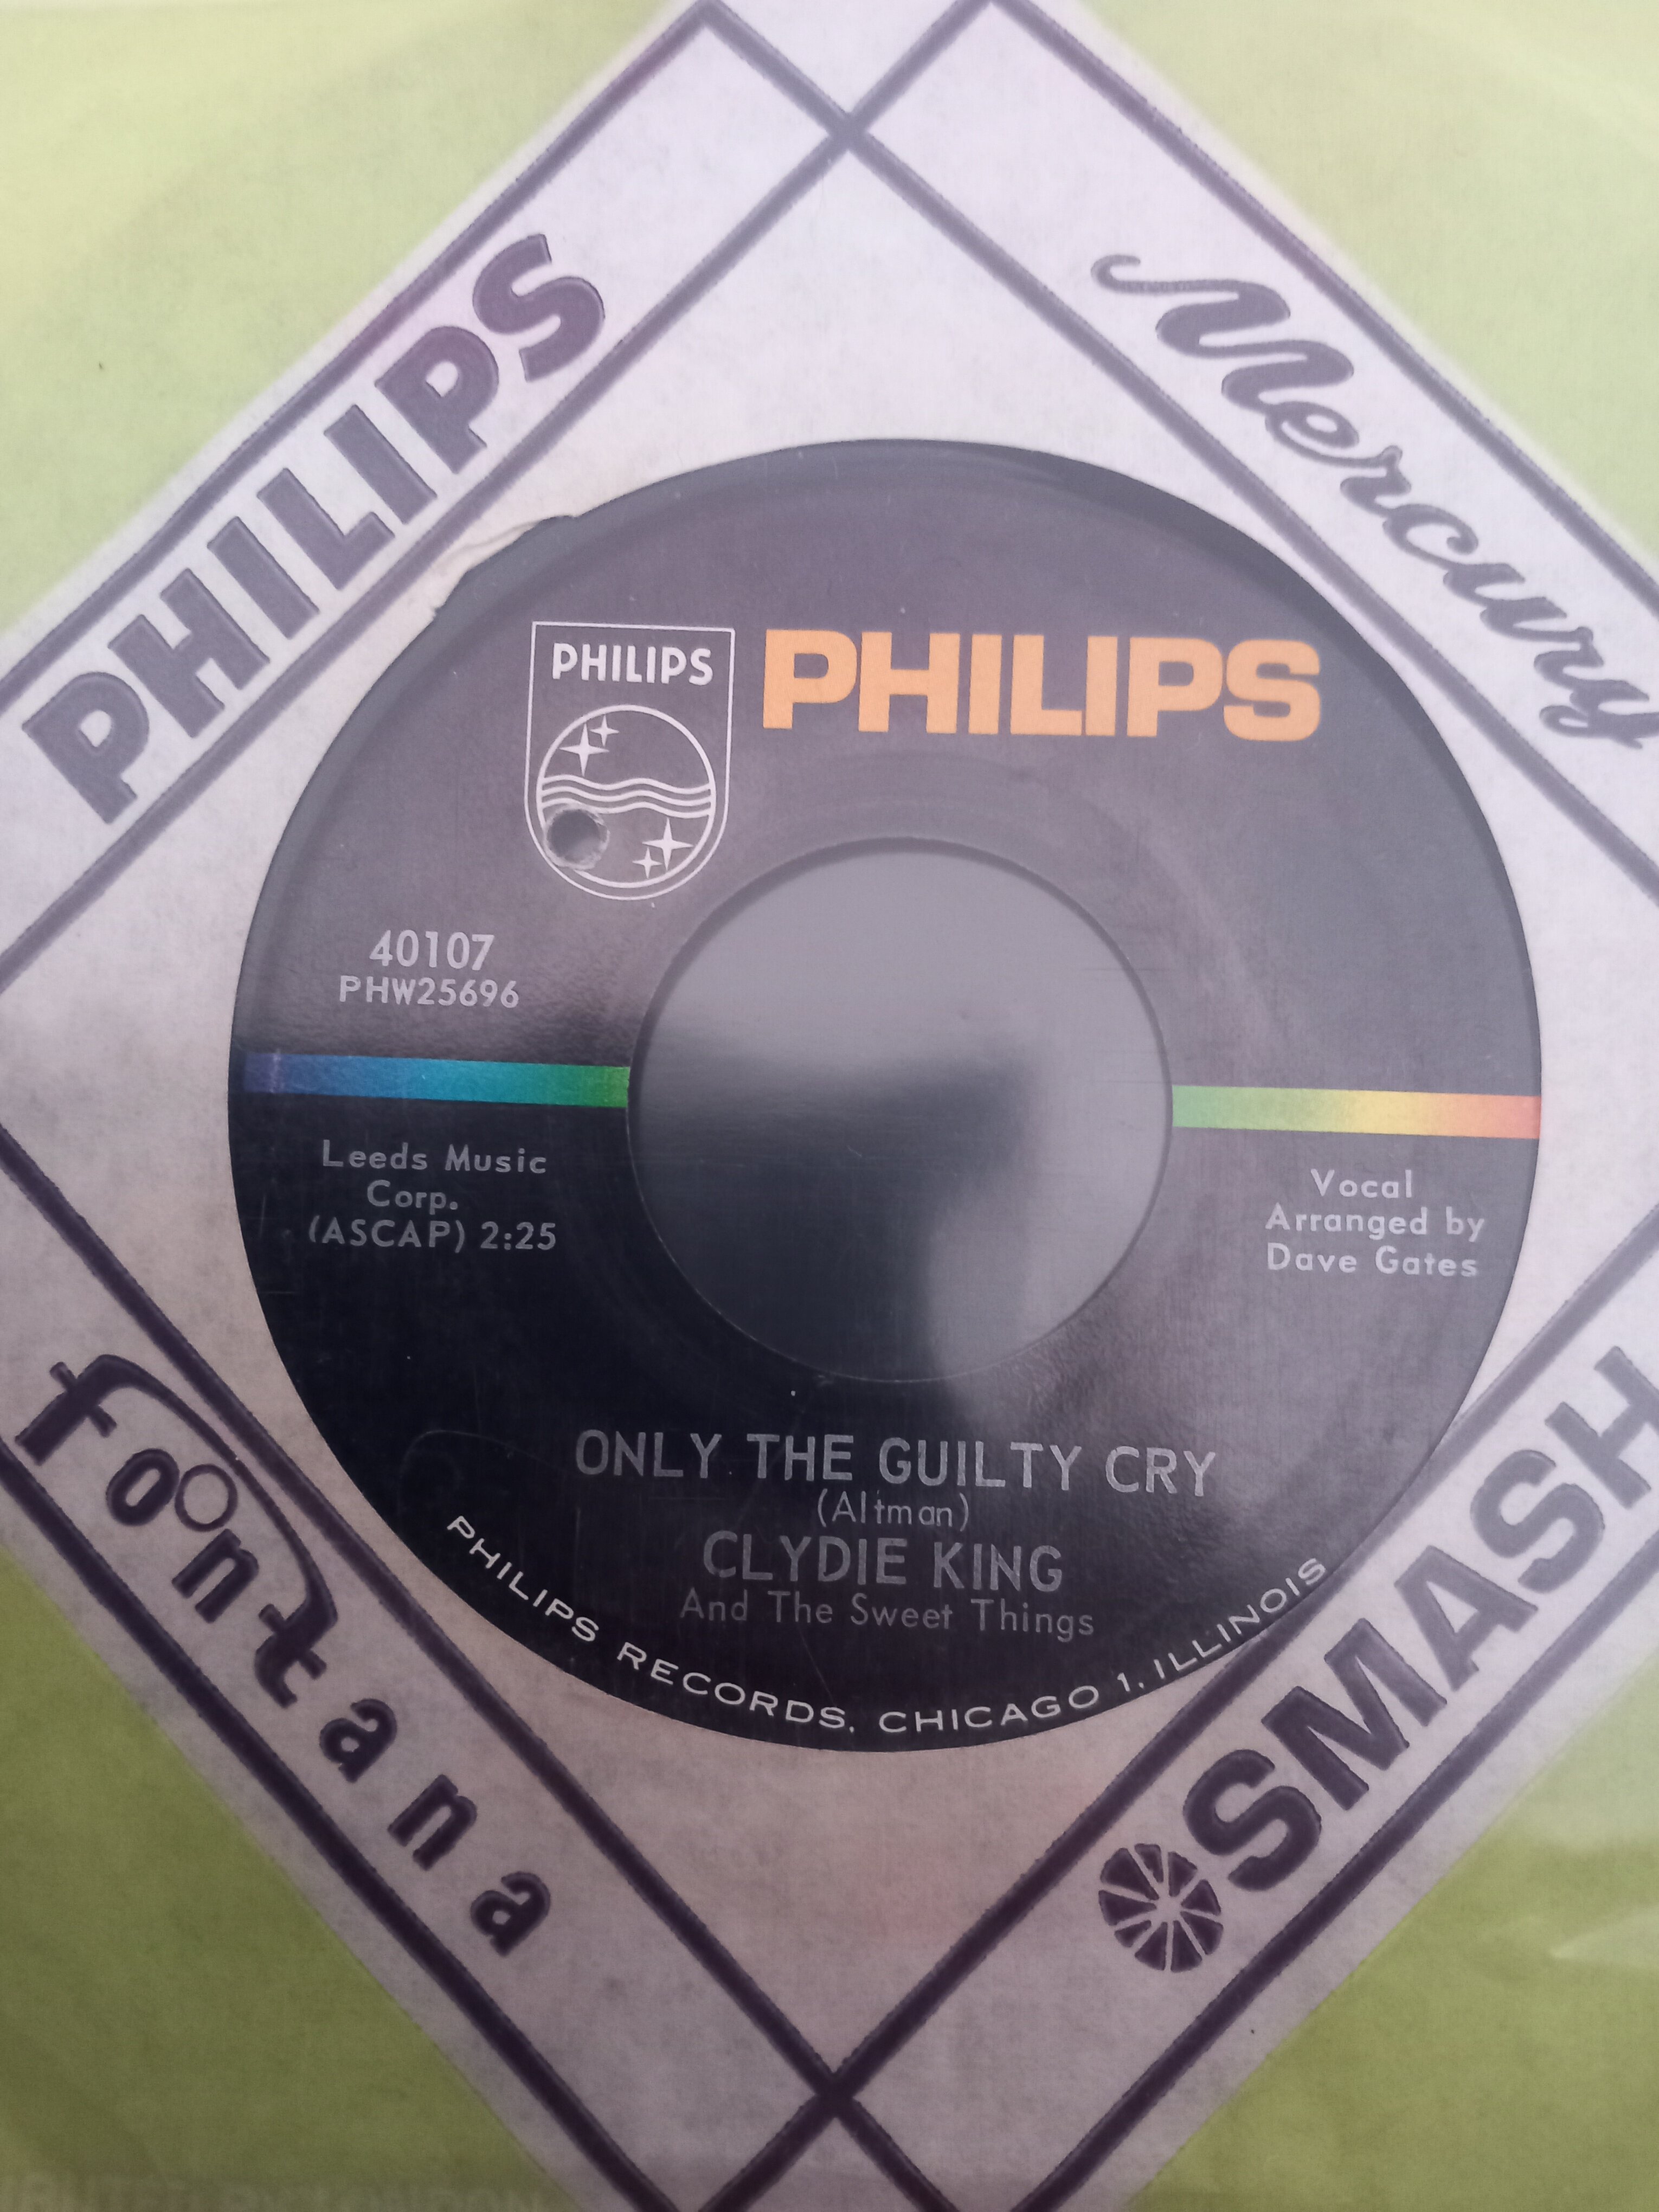 PHILIPS
Mercury
PHILIPS
PHILIPS
40107
PHW25696
Leeds Music
Corp.
(ASCAP) 2:25
Vocal
Arranged by
Dave Gates
ONLY THE GUILTY CRY
(Altman)
CLYDIE KING
And The Sweet Things
PHILIPS RECORDS, CHICAGO 1, ILLINOIS
fontana
SMASH